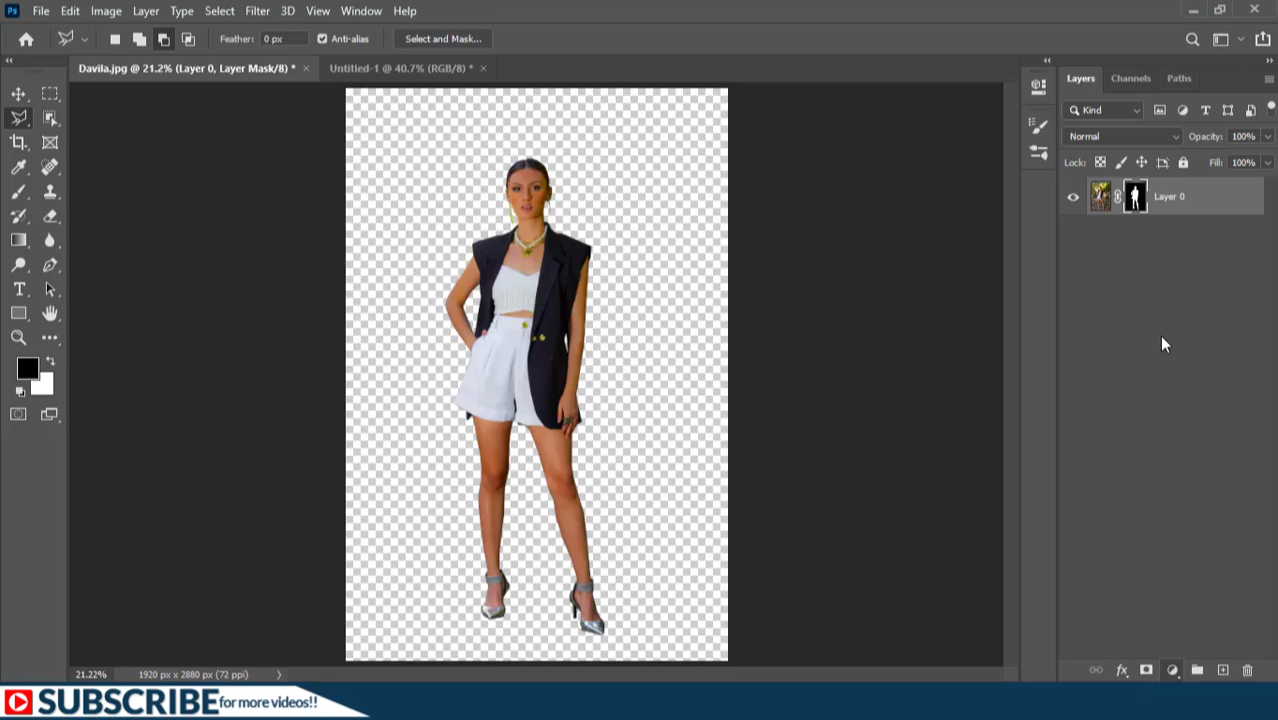 Ps File Edit Image Layer Type Select Filter 3D View Window Help
Feather: 0 px Anti-alias Select and Mask...
Davila.jpg @ 21.2% (Layer 0, Layer Mask/8) * × Untitled-1 @ 40.7% (RGB/8) * ×
Layers Channels Paths
Kind
Normal Opacity: 100%
Lock: Fill: 100%
Layer 0
21.22% 1920 px x 2880 px (72 ppi)
SUBSCRIBE for more videos!!